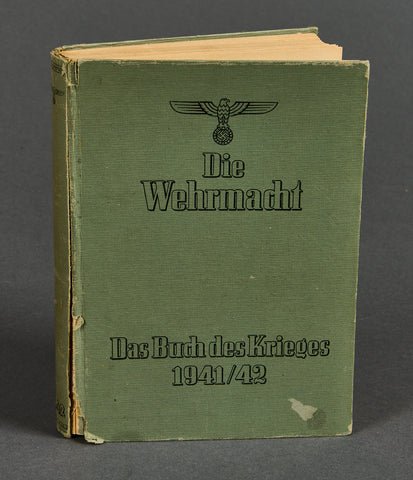 Die
Wehrmacht
Das Buch des Krieges
1941/42